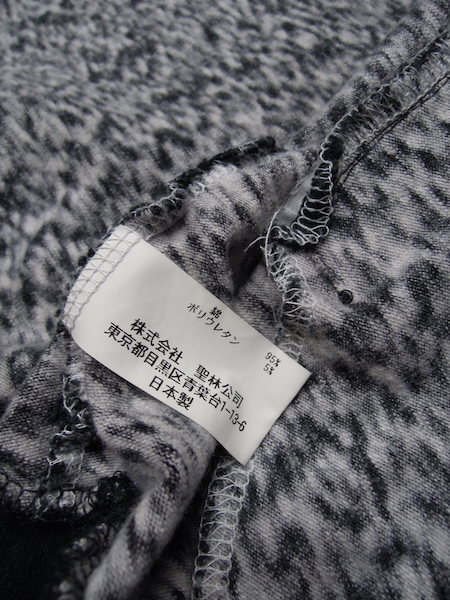 綿 95%
ポリウレタン 5%
株式会社 聖林公司
東京都目黒区青葉台1-13-6
日本製